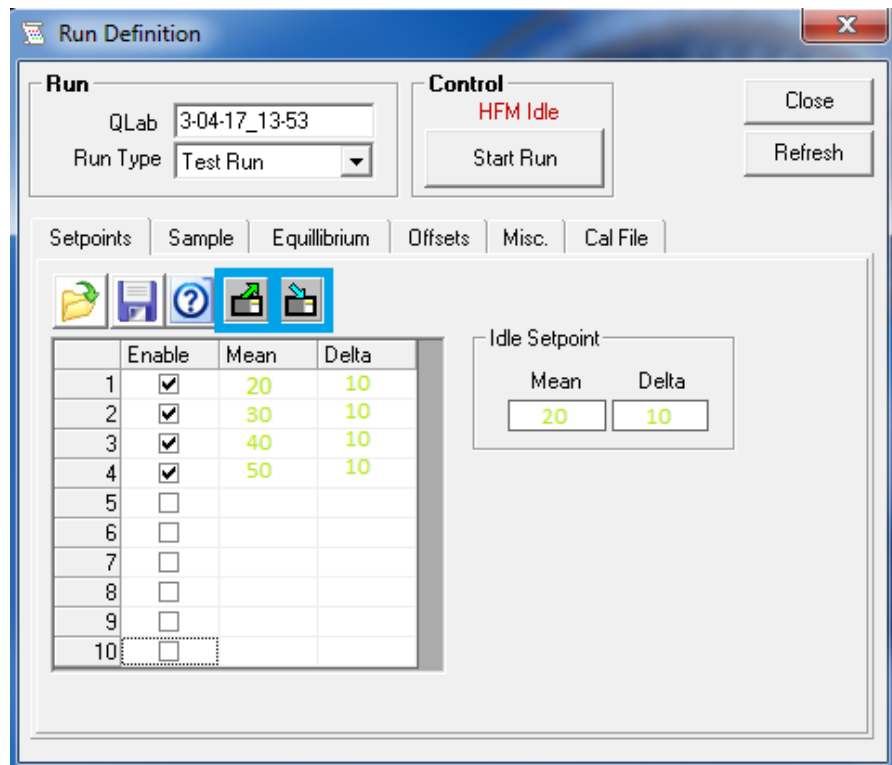 Run Definition
Run
QLab 3-04-17_13-53
Run Type Test Run
Control
HFM Idle
Start Run
Close
Refresh
Setpoints Sample Equillibrium Offsets Misc. Cal File
Enable Mean Delta
1 20 10
2 30 10
3 40 10
4 50 10
5
6
7
8
9
10
Idle Setpoint
Mean Delta
20 10